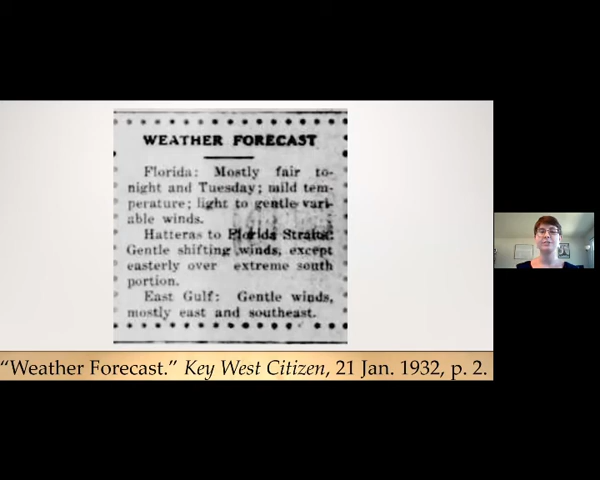 WEATHER FORECAST
Florida: Mostly fair to-
night and Tuesday; mild tem-
perature; light to gentle vari-
able winds.
Hatteras to Florida Straits:
Gentle shifting winds, except
easterly over extreme south
portion.
East Gulf: Gentle winds,
mostly east and southeast.
“Weather Forecast.” Key West Citizen, 21 Jan. 1932, p. 2.